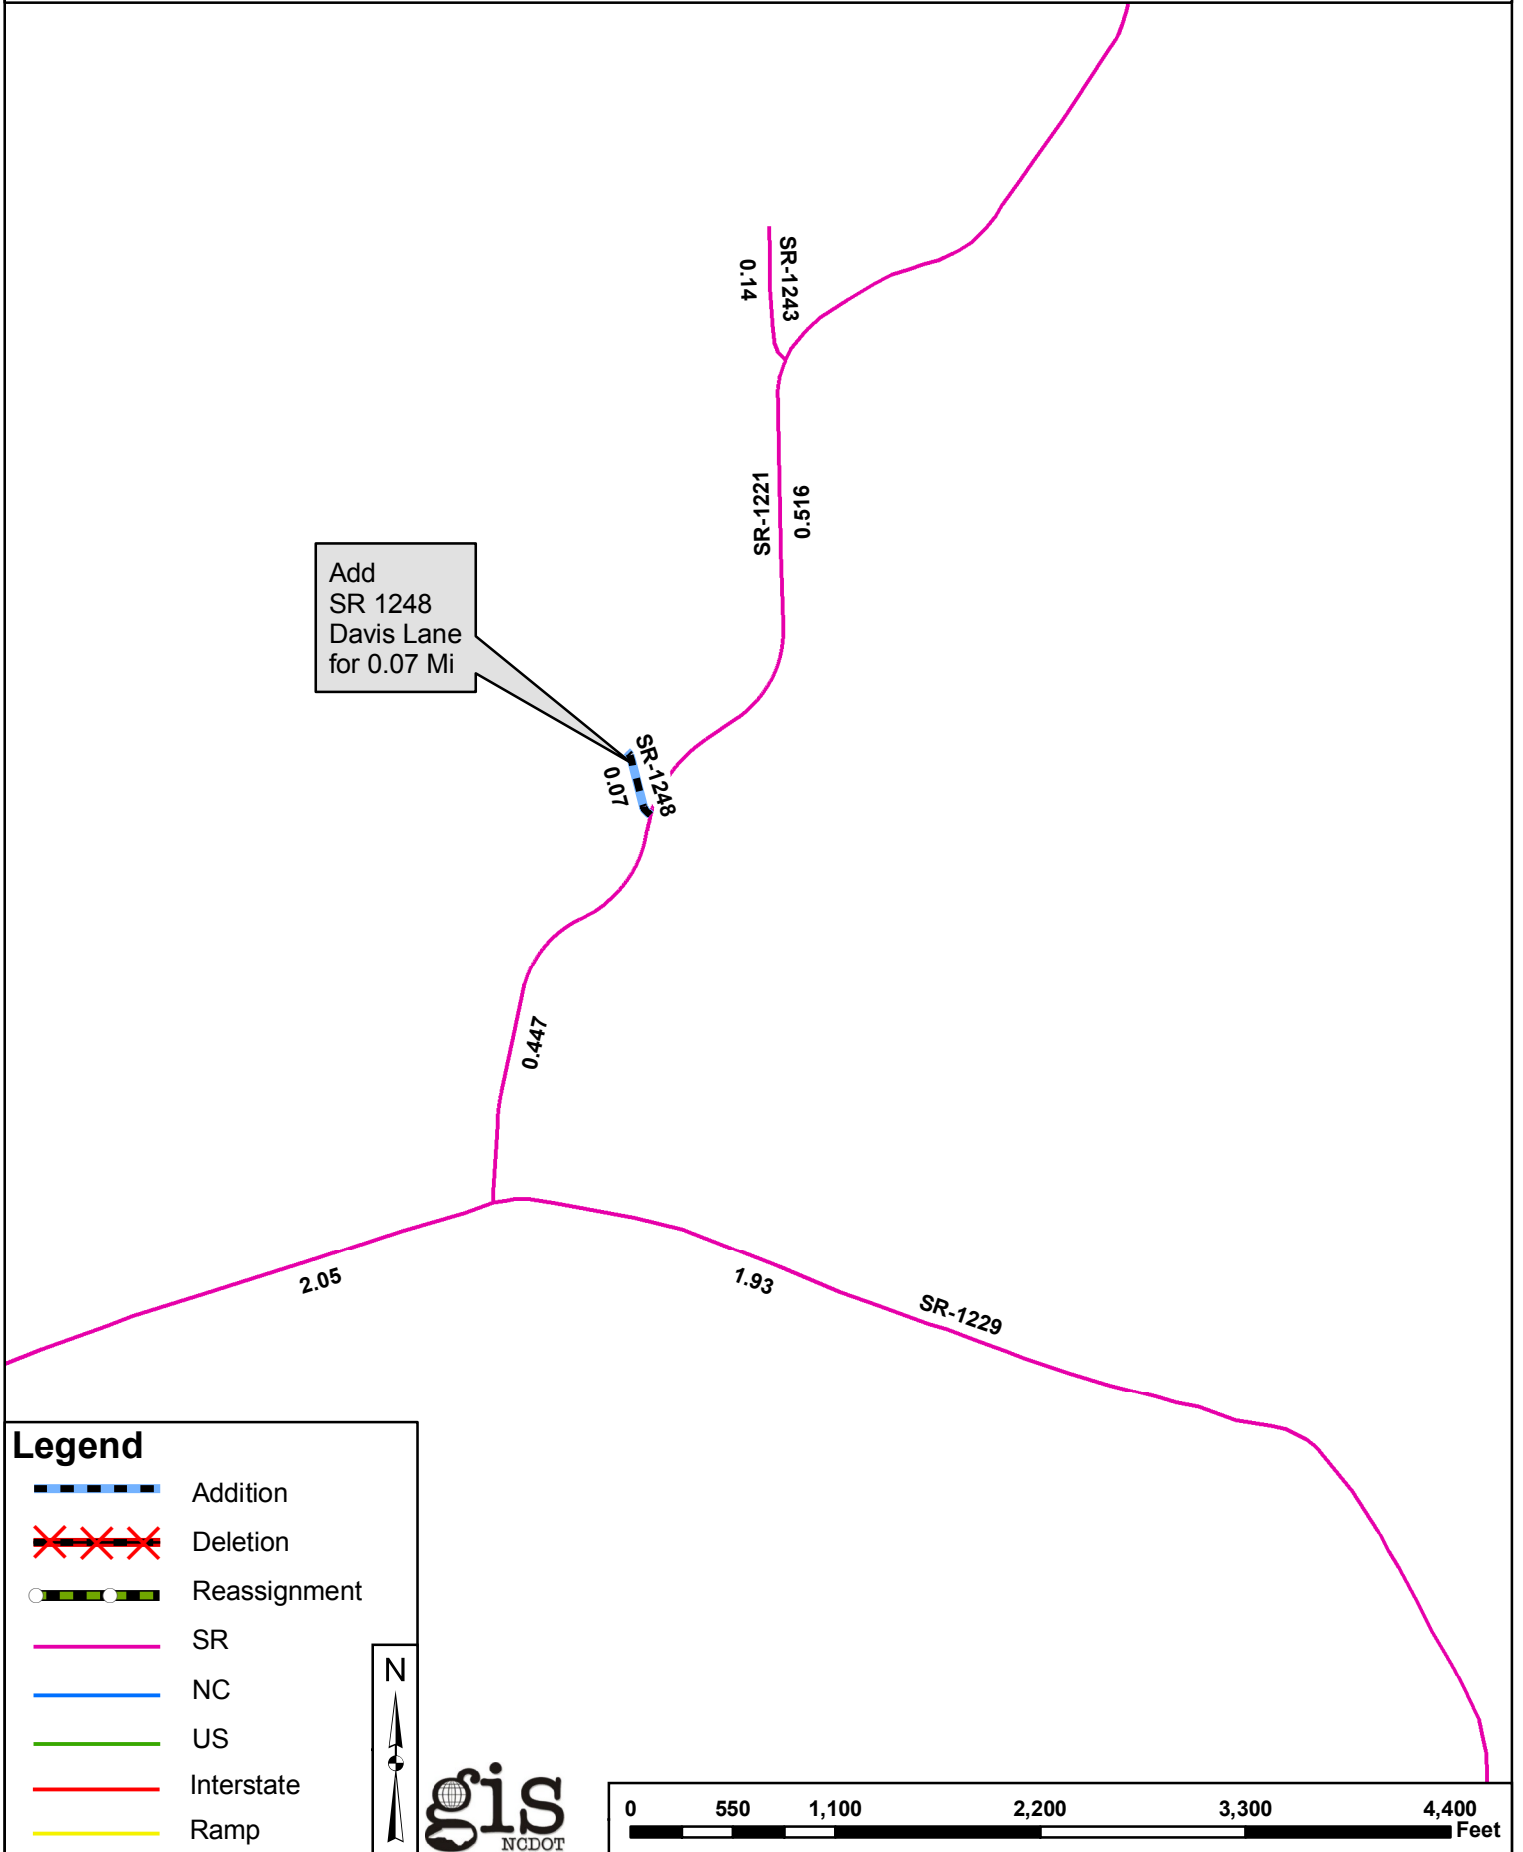 SR-1243
0.14
SR-1221
0.516
Add
SR 1248
Davis Lane
for 0.07 Mi
SR-1248
0.07
0.447
2.05
1.93
SR-1229
Legend
Addition
Deletion
Reassignment
SR
NC
US
Interstate
Ramp
N
gis
NCDOT
0 550 1,100 2,200 3,300 4,400
Feet